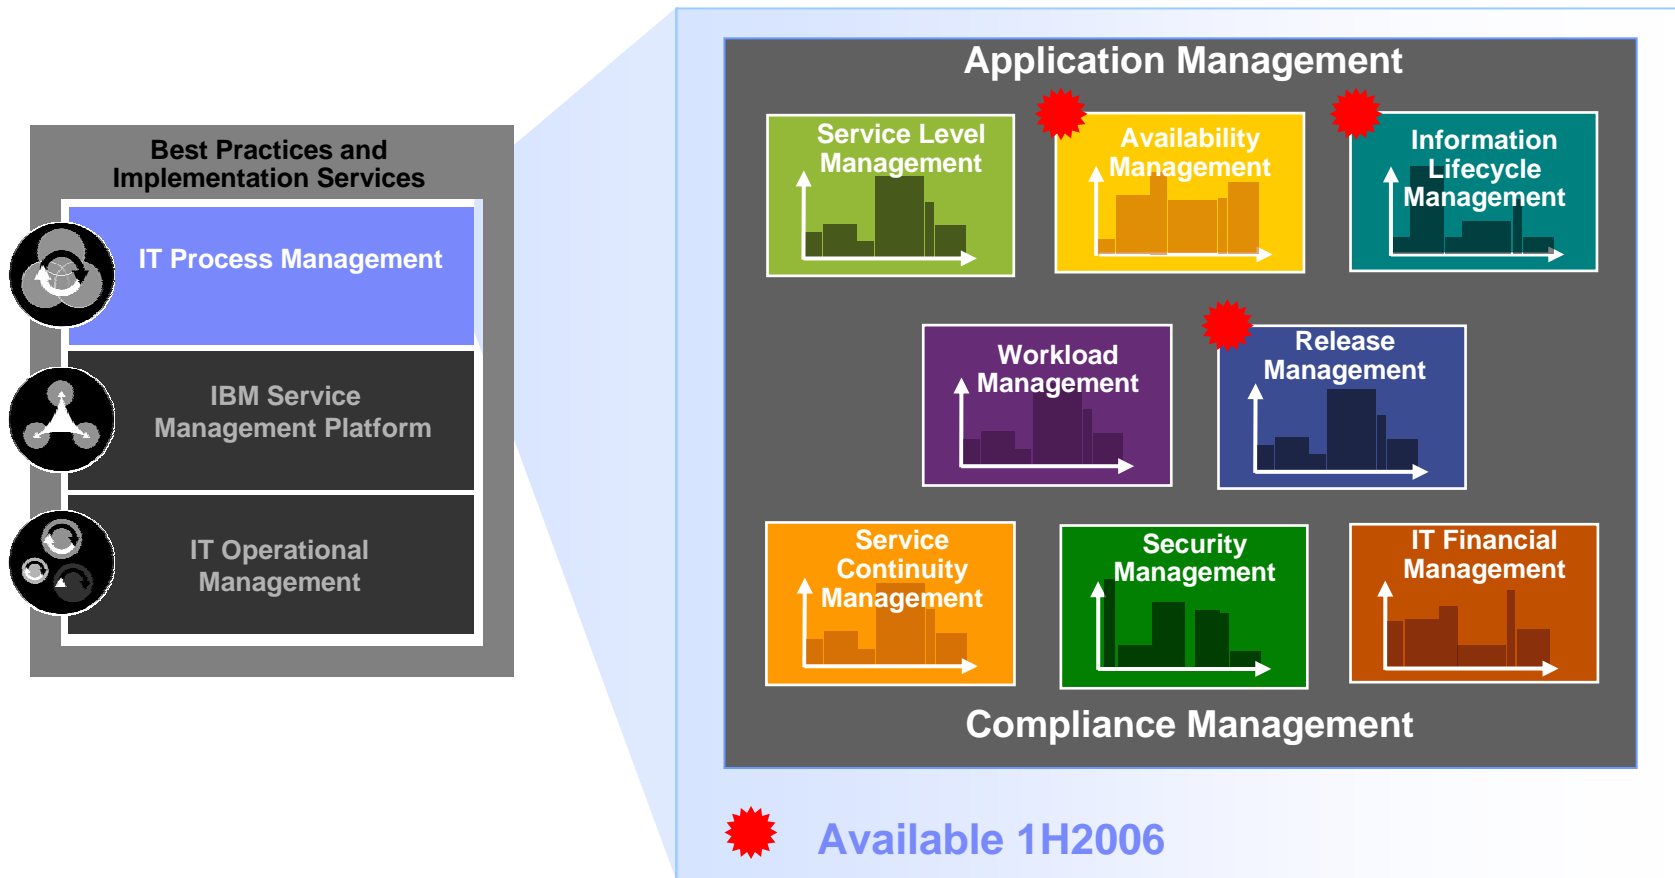 Best Practices and
Implementation Services
IT Process Management
IBM Service
Management Platform
IT Operational
Management
Application Management
Service Level
Management
Availability
Management
Information
Lifecycle
Management
Workload
Management
Release
Management
Service
Continuity
Management
Security
Management
IT Financial
Management
Compliance Management
Available 1H2006